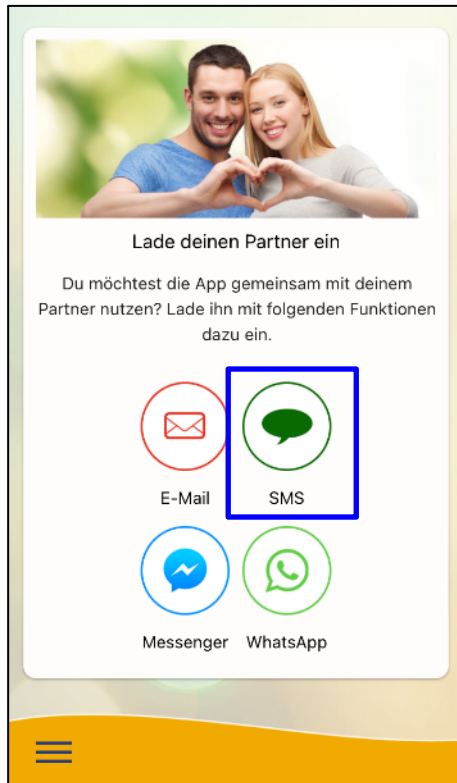 Lade deinen Partner ein
Du möchtest die App gemeinsam mit deinem
Partner nutzen? Lade ihn mit folgenden Funktionen
dazu ein.
E-Mail SMS
Messenger WhatsApp